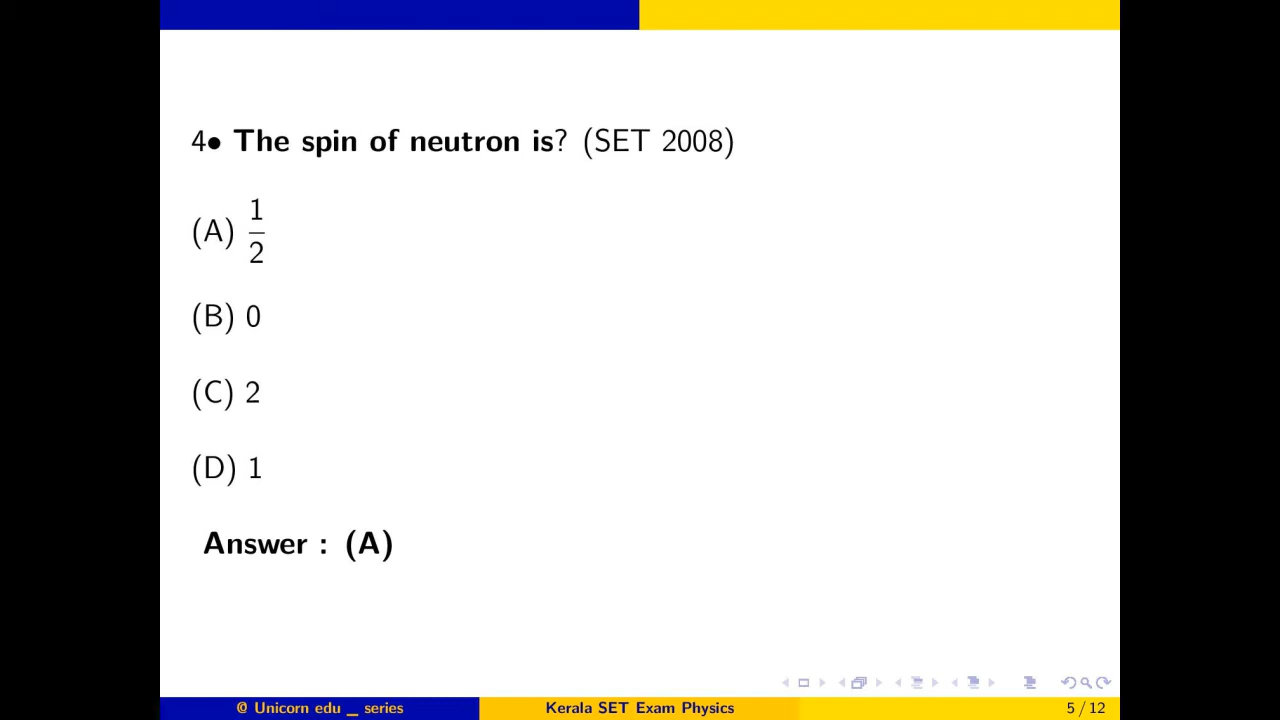 4• The spin of neutron is? (SET 2008)
(A) 1/2
(B) 0
(C) 2
(D) 1
Answer : (A)
@ Unicorn edu _ series
Kerala SET Exam Physics
5 / 12